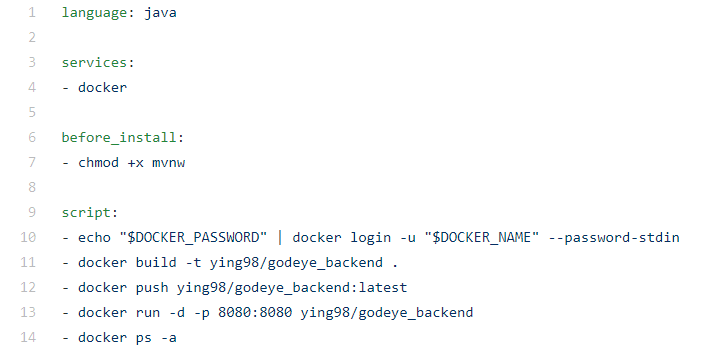 1 language: java
2
3 services:
4 - docker
5
6 before_install:
7 - chmod +x mvnw
8
9 script:
10 - echo "$DOCKER_PASSWORD" | docker login -u "$DOCKER_NAME" --password-stdin
11 - docker build -t ying98/godeye_backend .
12 - docker push ying98/godeye_backend:latest
13 - docker run -d -p 8080:8080 ying98/godeye_backend
14 - docker ps -a